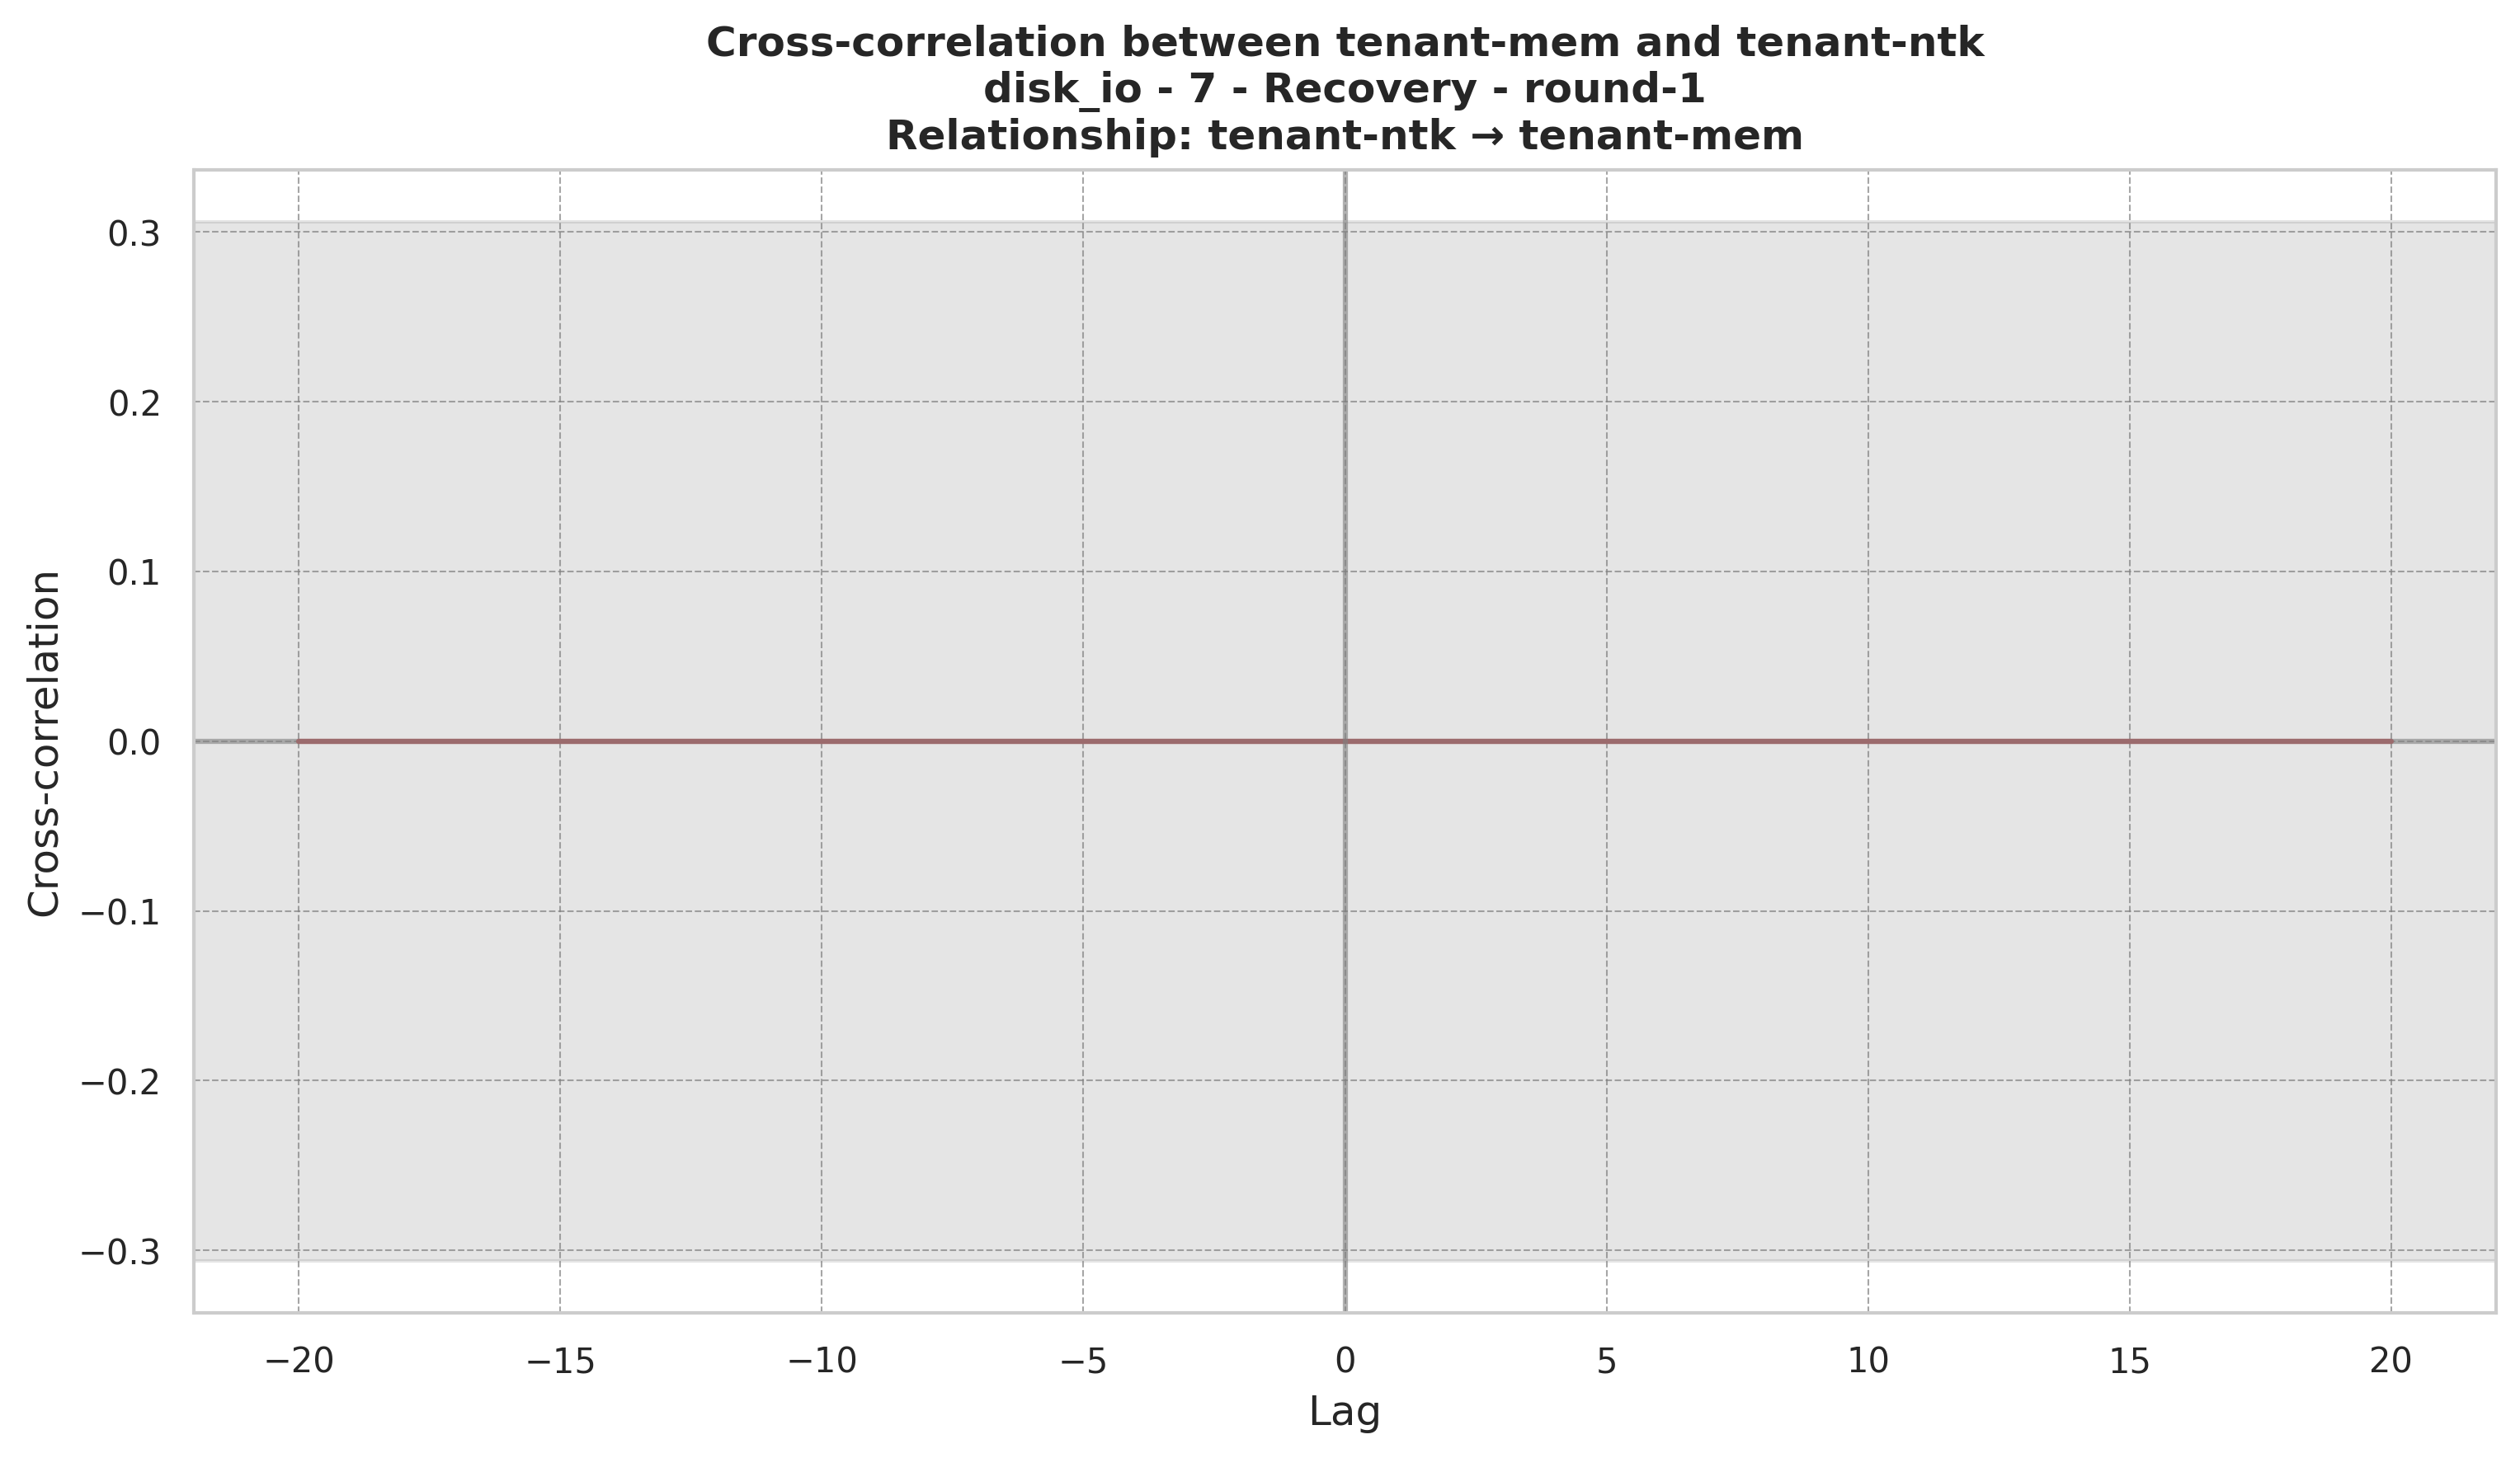 Cross-correlation between tenant-mem and tenant-ntk
disk_io - 7 - Recovery - round-1
Relationship: tenant-ntk → tenant-mem
Cross-correlation
0.3
0.2
0.1
0.0
−0.1
−0.2
−0.3
−20 −15 −10 −5 0 5 10 15 20
Lag